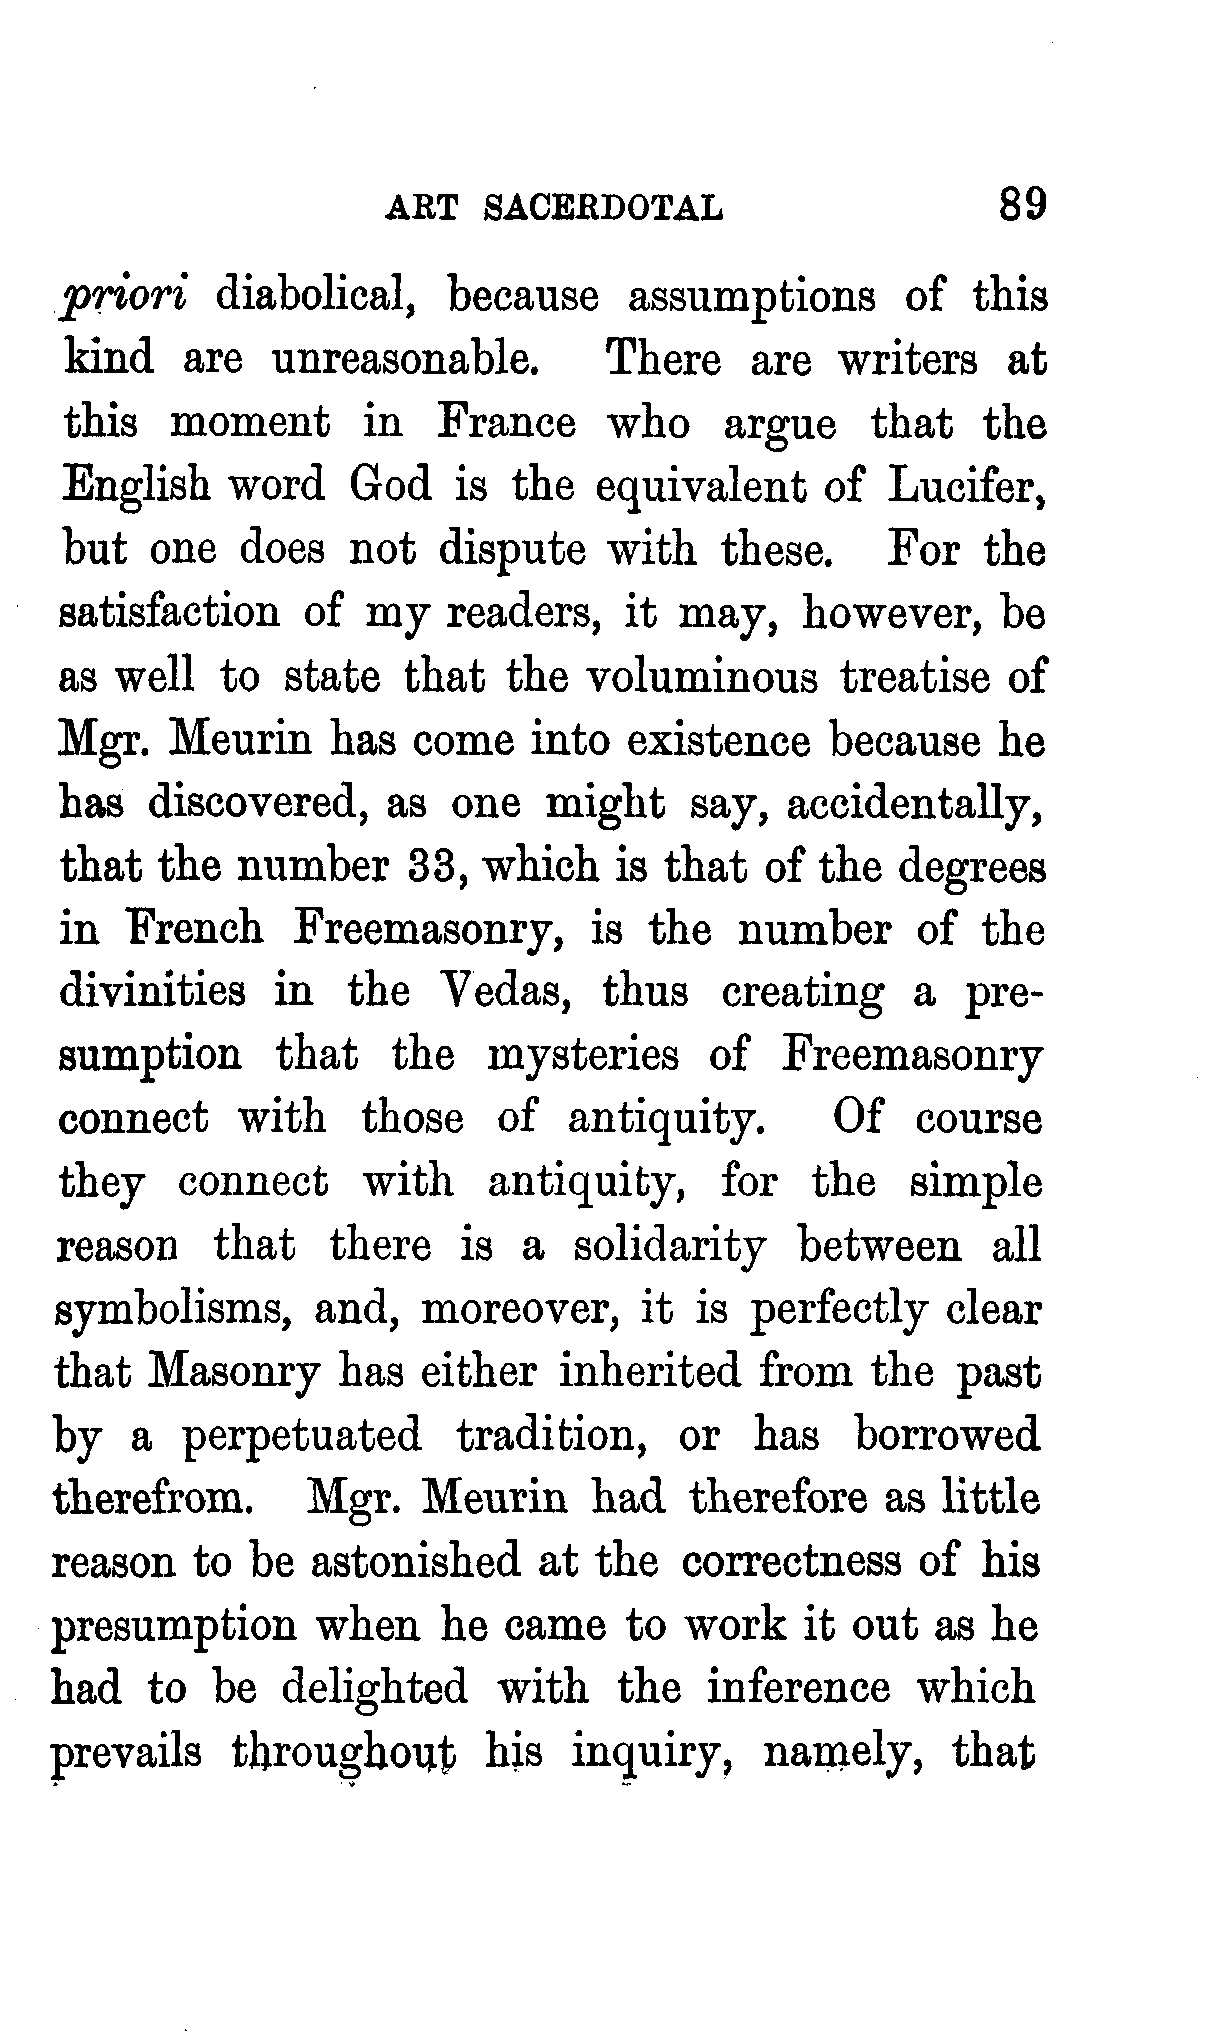 ART SACERDOTAL 89
priori diabolical, because assumptions of this
kind are unreasonable. There are writers at
this moment in France who argue that the
English word God is the equivalent of Lucifer,
but one does not dispute with these. For the
satisfaction of my readers, it may, however, be
as well to state that the voluminous treatise of
Mgr. Meurin has come into existence because he
has discovered, as one might say, accidentally,
that the number 33, which is that of the degrees
in French Freemasonry, is the number of the
divinities in the Vedas, thus creating a pre-
sumption that the mysteries of Freemasonry
connect with those of antiquity. Of course
they connect with antiquity, for the simple
reason that there is a solidarity between all
symbolisms, and, moreover, it is perfectly clear
that Masonry has either inherited from the past
by a perpetuated tradition, or has borrowed
therefrom. Mgr. Meurin had therefore as little
reason to be astonished at the correctness of his
presumption when he came to work it out as he
had to be delighted with the inference which
prevails throughout his inquiry, namely, that